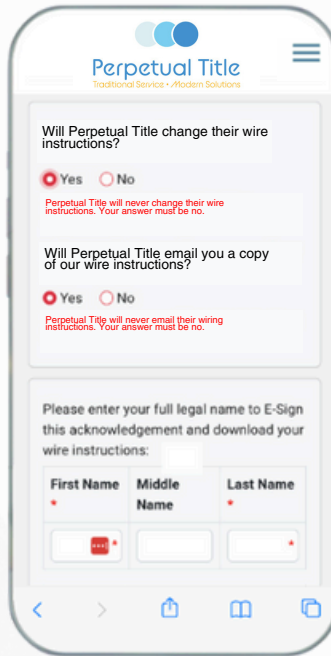 Perpetual Title
Traditional Service • Modern Solutions
Will Perpetual Title change their wire
instructions?
Yes No
Perpetual Title will never change their wire
instructions. Your answer must be no.
Will Perpetual Title email you a copy
of our wire instructions?
Yes No
Perpetual Title will never email their wiring
instructions. Your answer must be no.
Please enter your full legal name to E-Sign
this acknowledgement and download your
wire instructions:
First Name Middle Last Name
* Name *
* *